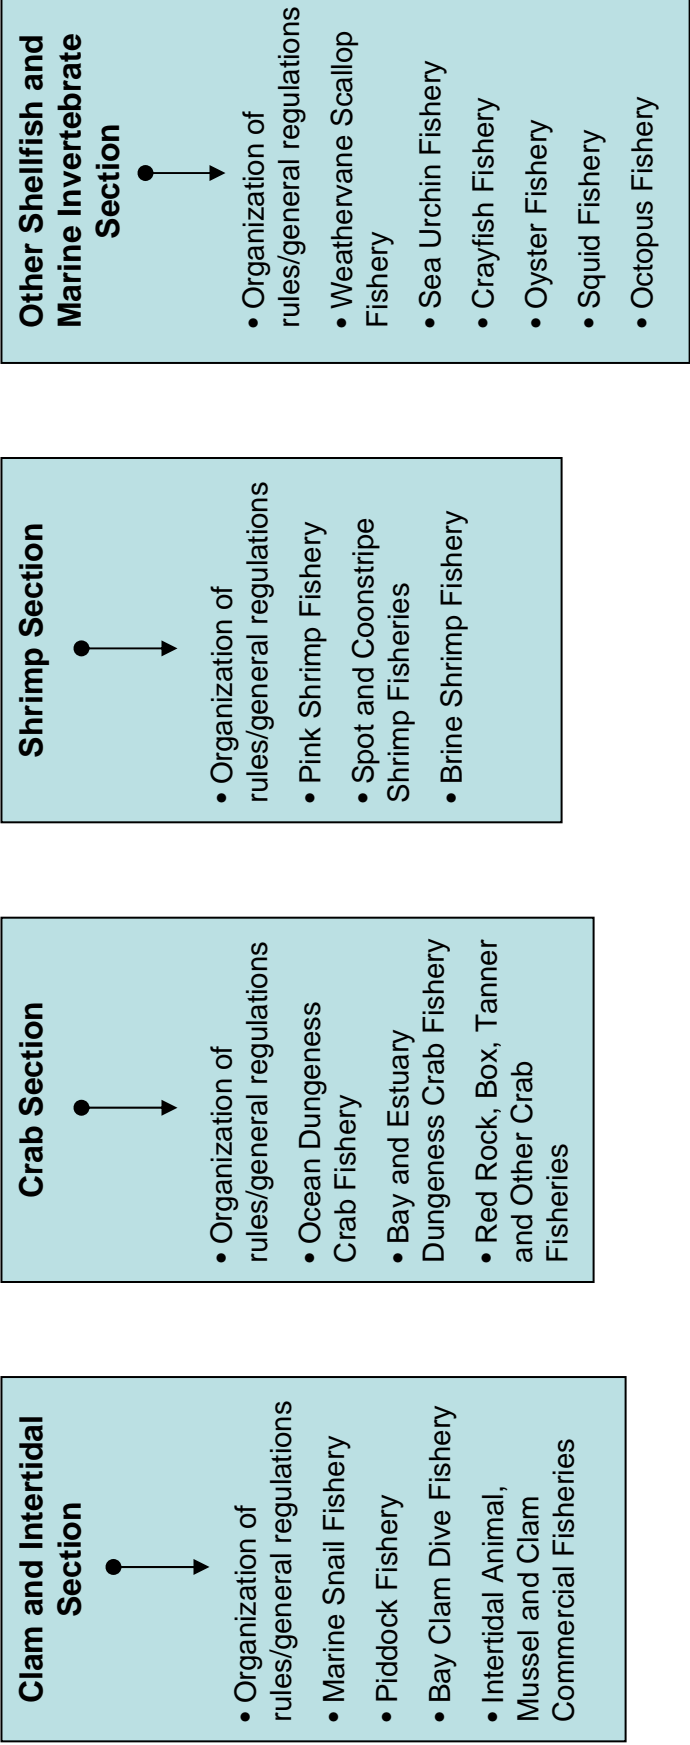 Clam and Intertidal
Section
• Organization of
rules/general regulations
• Marine Snail Fishery
• Piddock Fishery
• Bay Clam Dive Fishery
• Intertidal Animal,
Mussel and Clam
Commercial Fisheries
Crab Section
• Organization of
rules/general regulations
• Ocean Dungeness
Crab Fishery
• Bay and Estuary
Dungeness Crab Fishery
• Red Rock, Box, Tanner
and Other Crab
Fisheries
Shrimp Section
• Organization of
rules/general regulations
• Pink Shrimp Fishery
• Spot and Coonstripe
Shrimp Fisheries
• Brine Shrimp Fishery
Other Shellfish and
Marine Invertebrate
Section
• Organization of
rules/general regulations
• Weathervane Scallop
Fishery
• Sea Urchin Fishery
• Crayfish Fishery
• Oyster Fishery
• Squid Fishery
• Octopus Fishery